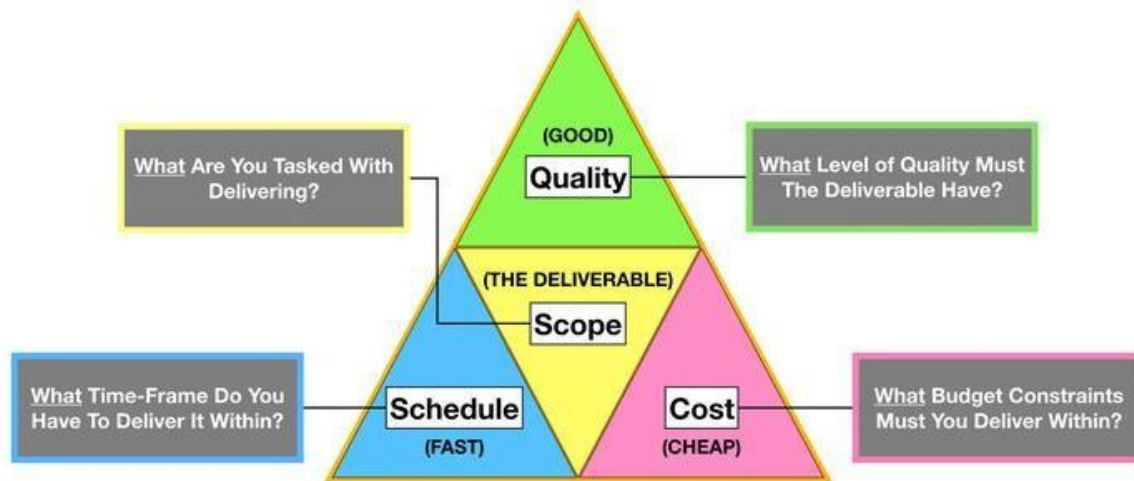 (GOOD)
Quality
What Are You Tasked With
Delivering?
What Level of Quality Must
The Deliverable Have?
(THE DELIVERABLE)
Scope
What Time-Frame Do You
Have To Deliver It Within?
Schedule
(FAST)
Cost
(CHEAP)
What Budget Constraints
Must You Deliver Within?